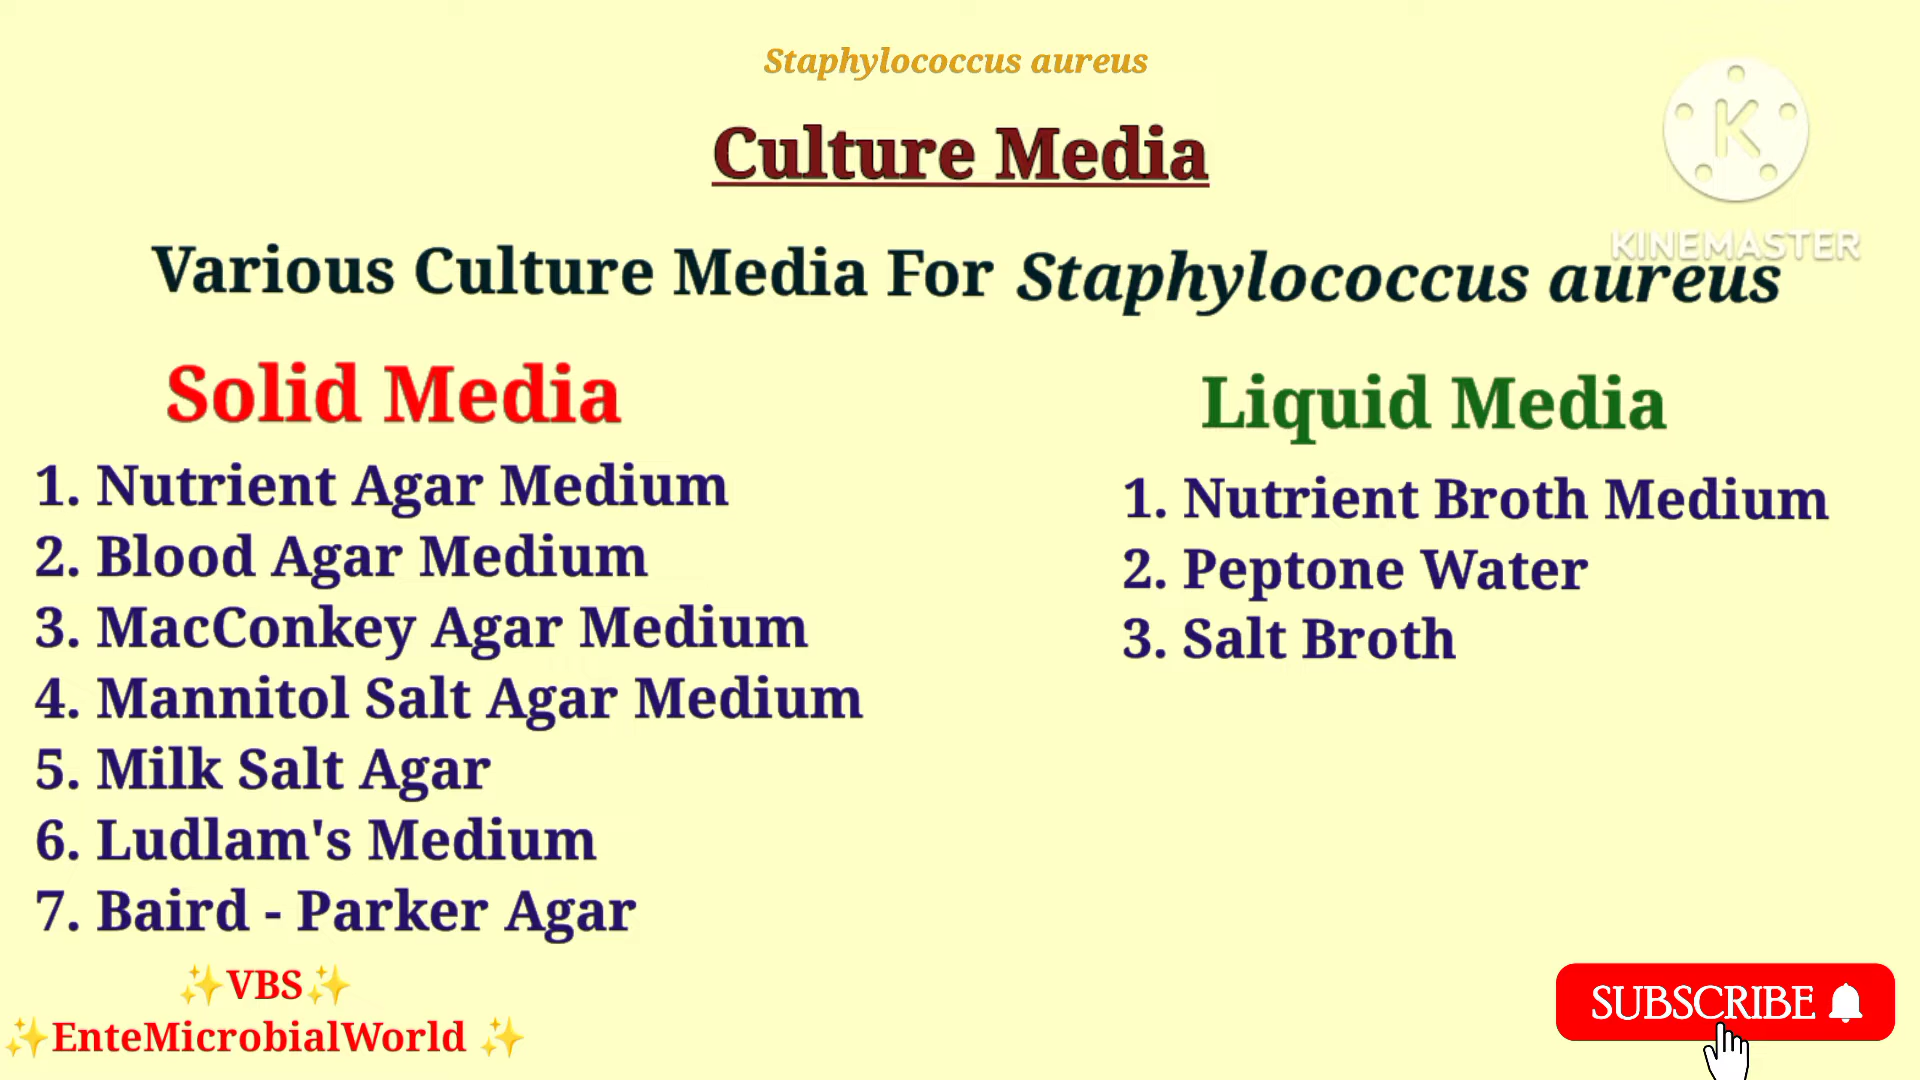 Staphylococcus aureus
Culture Media
KINEMASTER
Various Culture Media For Staphylococcus aureus
Solid Media
1. Nutrient Agar Medium
2. Blood Agar Medium
3. MacConkey Agar Medium
4. Mannitol Salt Agar Medium
5. Milk Salt Agar
6. Ludlam's Medium
7. Baird - Parker Agar
Liquid Media
1. Nutrient Broth Medium
2. Peptone Water
3. Salt Broth
✨VBS✨
✨EnteMicrobialWorld ✨
SUBSCRIBE